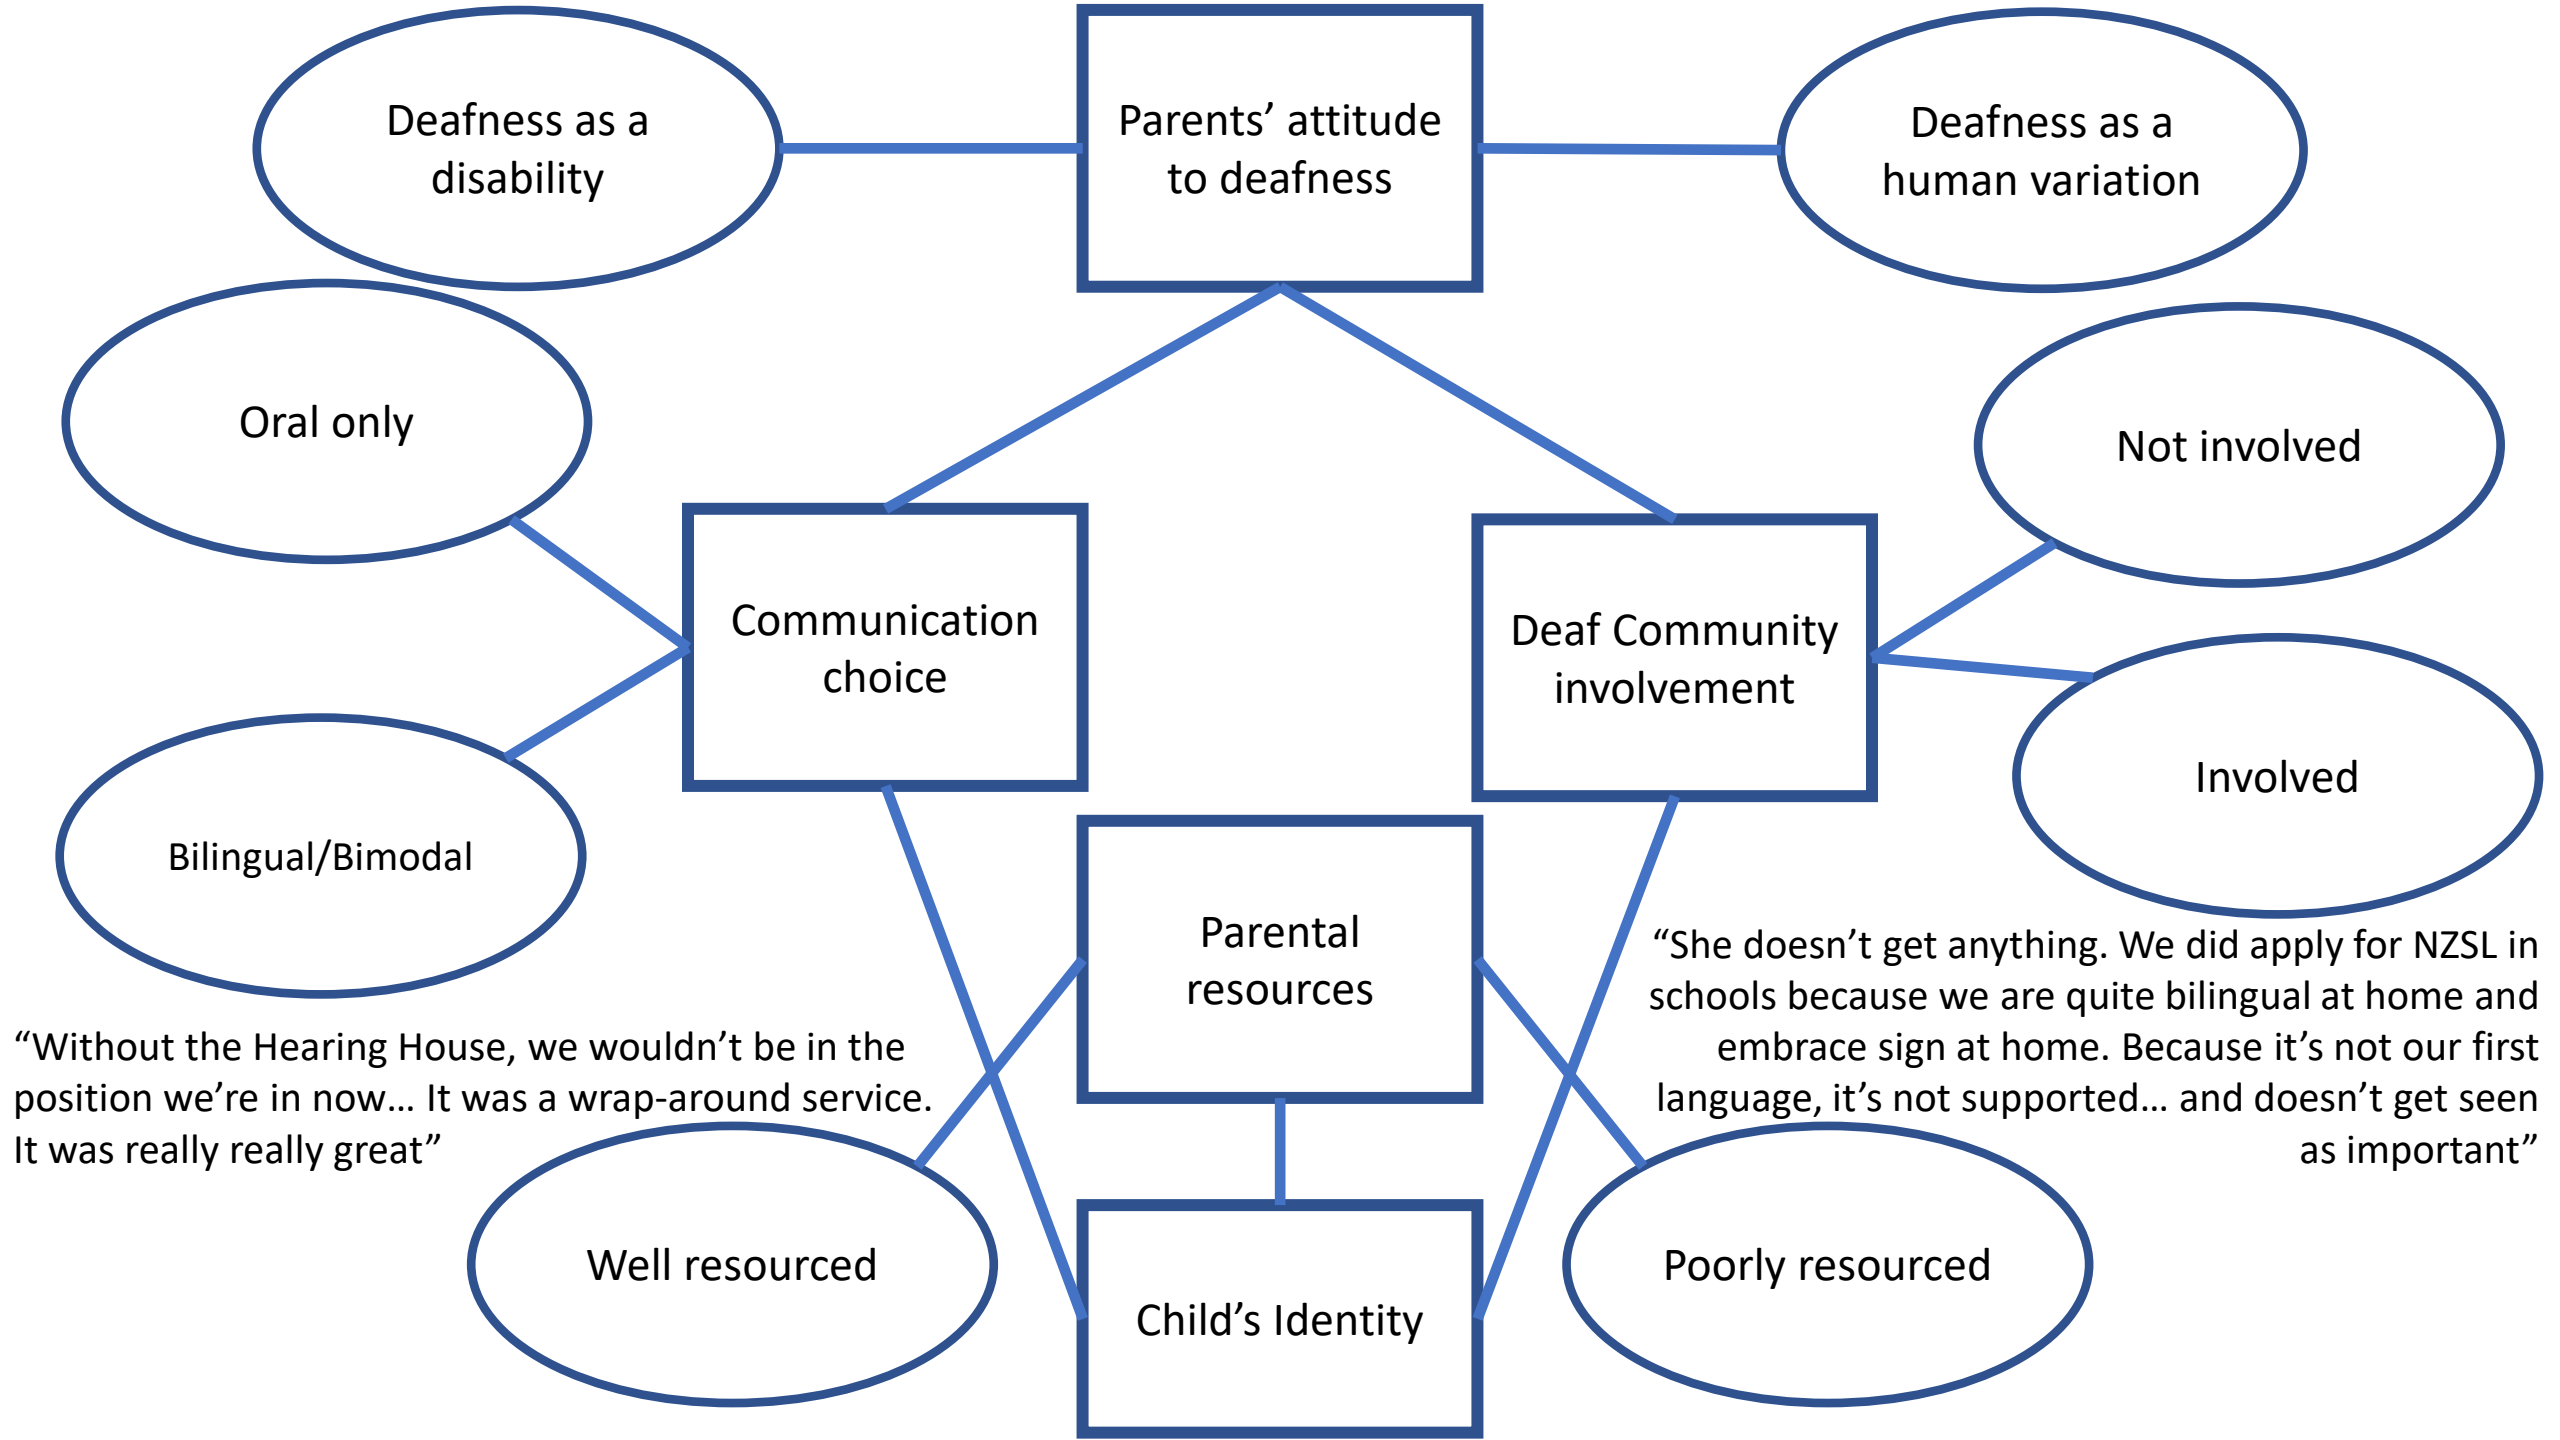 Deafness as a
disability
Parents’ attitude
to deafness
Deafness as a
human variation
Oral only
Not involved
Communication
choice
Deaf Community
involvement
Involved
Bilingual/Bimodal
Parental
resources
“She doesn’t get anything. We did apply for NZSL in
schools because we are quite bilingual at home and
embrace sign at home. Because it’s not our first
language, it’s not supported… and doesn’t get seen
as important”
“Without the Hearing House, we wouldn’t be in the
position we’re in now… It was a wrap-around service.
It was really really great”
Well resourced
Poorly resourced
Child’s Identity